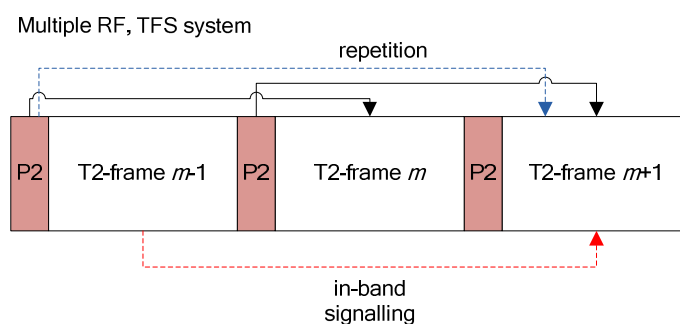 Multiple RF, TFS system
repetition
P2
T2-frame m-1
P2
T2-frame m
P2
T2-frame m+1
in-band
signalling